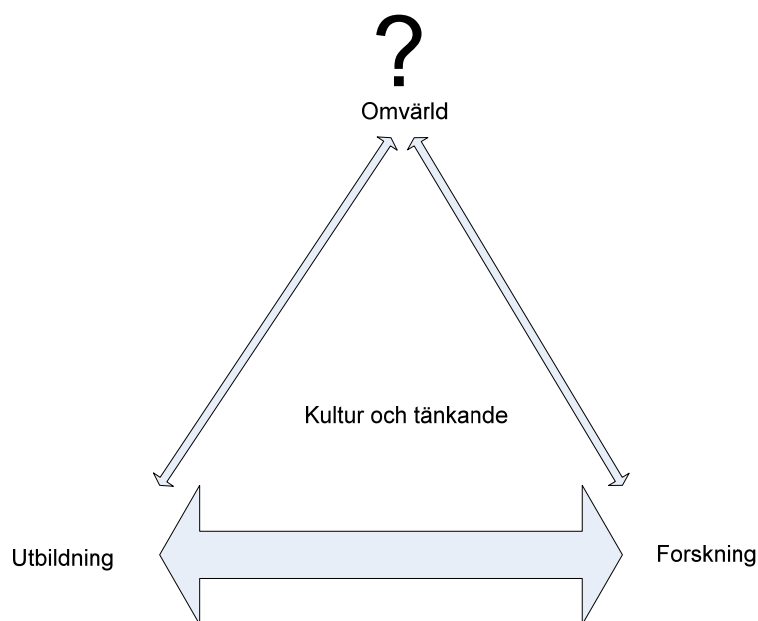 ?
Omvärld
Kultur och tänkande
Utbildning
Forskning